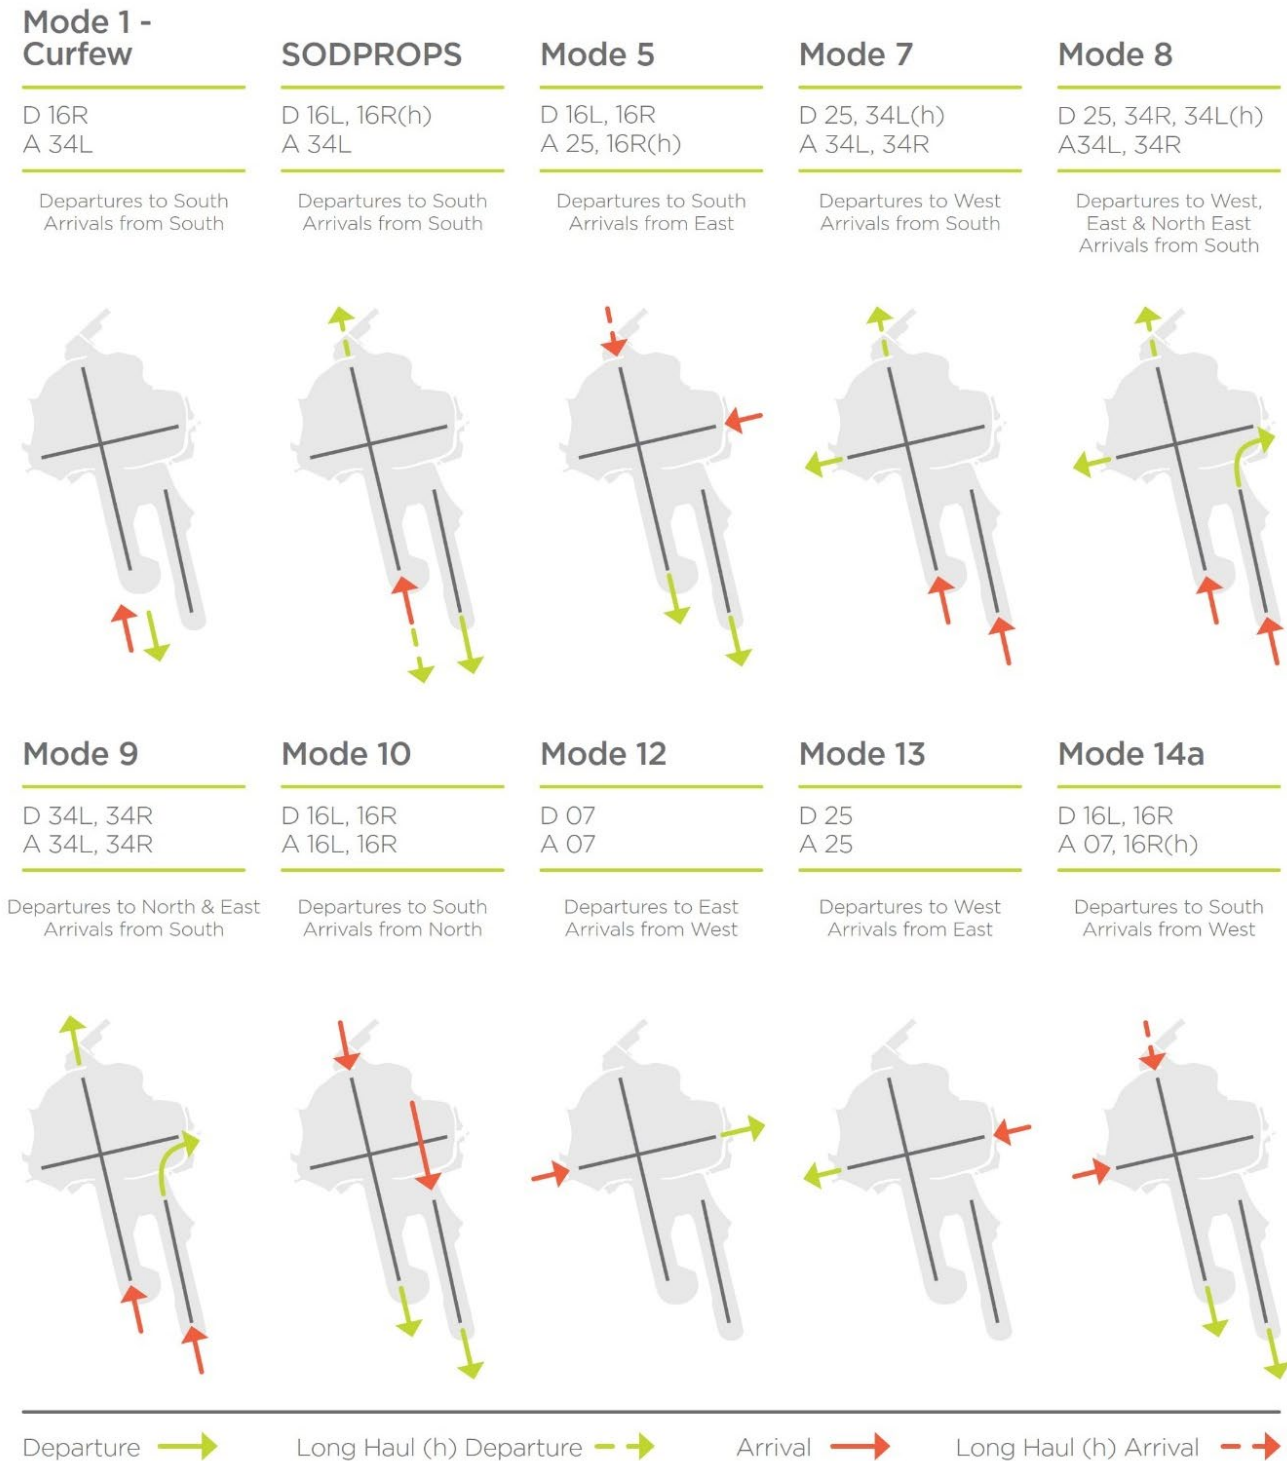 Mode 1 -
Curfew
D 16R
A 34L
Departures to South
Arrivals from South
SODPROPS
D 16L, 16R(h)
A 34L
Departures to South
Arrivals from South
Mode 5
D 16L, 16R
A 25, 16R(h)
Departures to South
Arrivals from East
Mode 7
D 25, 34L(h)
A 34L, 34R
Departures to West
Arrivals from South
Mode 8
D 25, 34R, 34L(h)
A34L, 34R
Departures to West,
East & North East
Arrivals from South
Mode 9
D 34L, 34R
A 34L, 34R
Departures to North & East
Arrivals from South
Mode 10
D 16L, 16R
A 16L, 16R
Departures to South
Arrivals from North
Mode 12
D 07
A 07
Departures to East
Arrivals from West
Mode 13
D 25
A 25
Departures to West
Arrivals from East
Mode 14a
D 16L, 16R
A 07, 16R(h)
Departures to South
Arrivals from West
Departure
Long Haul (h) Departure
Arrival
Long Haul (h) Arrival